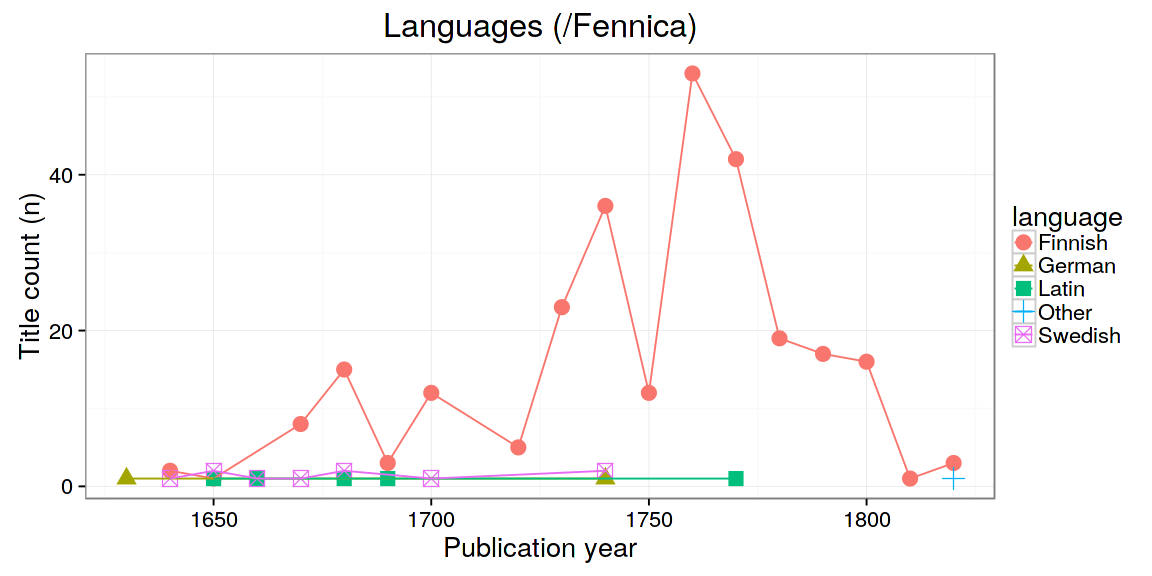 Languages (/Fennica)
Title count (n)
40
20
0
1650 1700 1750 1800
Publication year
language
Finnish
German
Latin
Other
Swedish